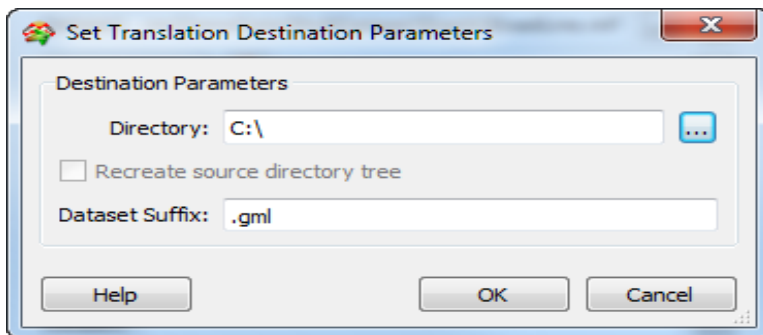 Set Translation Destination Parameters
Destination Parameters
Directory: C:\ ...
Recreate source directory tree
Dataset Suffix: .gml
Help OK Cancel